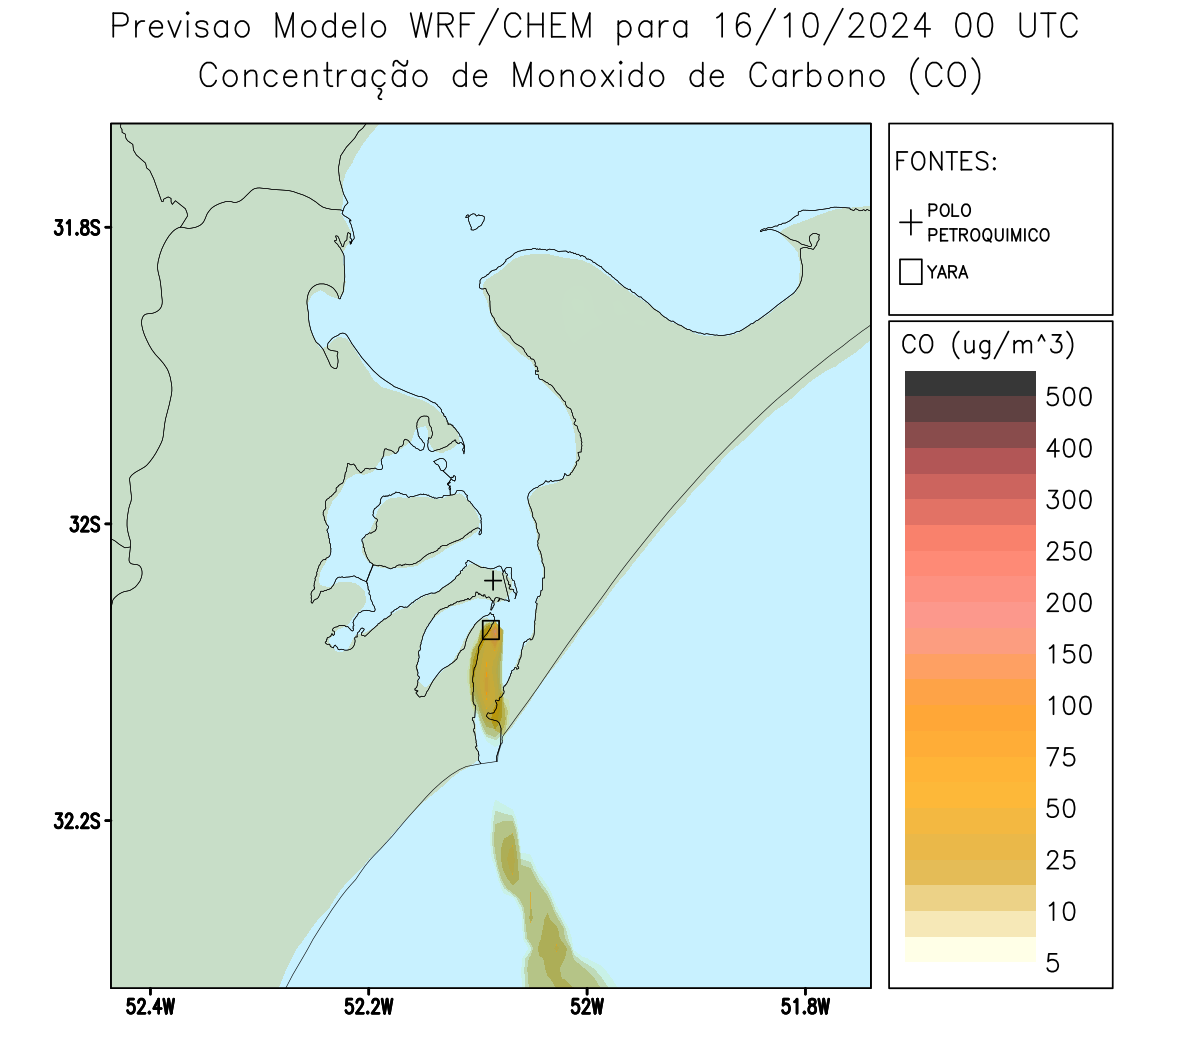 Previsao Modelo WRF/CHEM para 16/10/2024 00 UTC
Concentração de Monoxido de Carbono (CO)
FONTES:
POLO
PETROQUIMICO
YARA
CO (ug/m^3)
500
400
300
250
200
150
100
75
50
25
10
5
31.8S
32S
32.2S
52.4W
52.2W
52W
51.8W